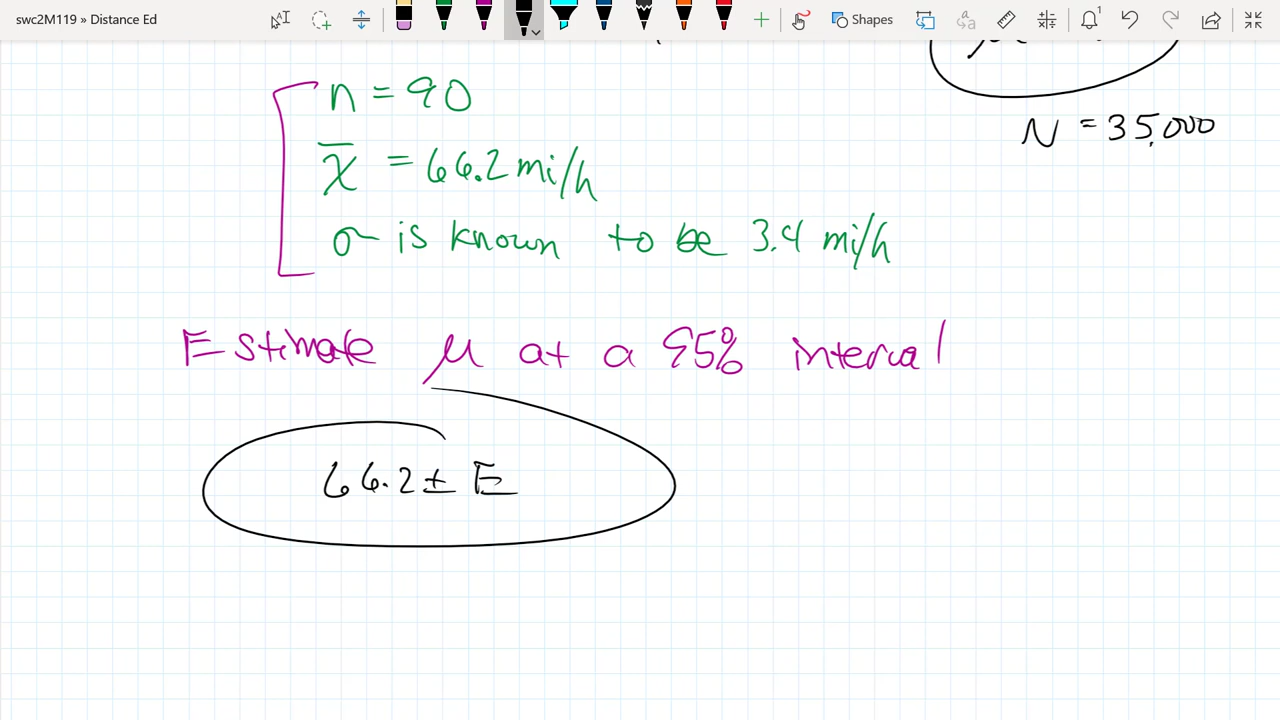 swc2M119 » Distance Ed
Shapes
n = 90
N = 35,000
x̄ = 66.2 mi/h
σ is known to be 3.4 mi/h
Estimate μ at a 95% interval
66.2 ± E